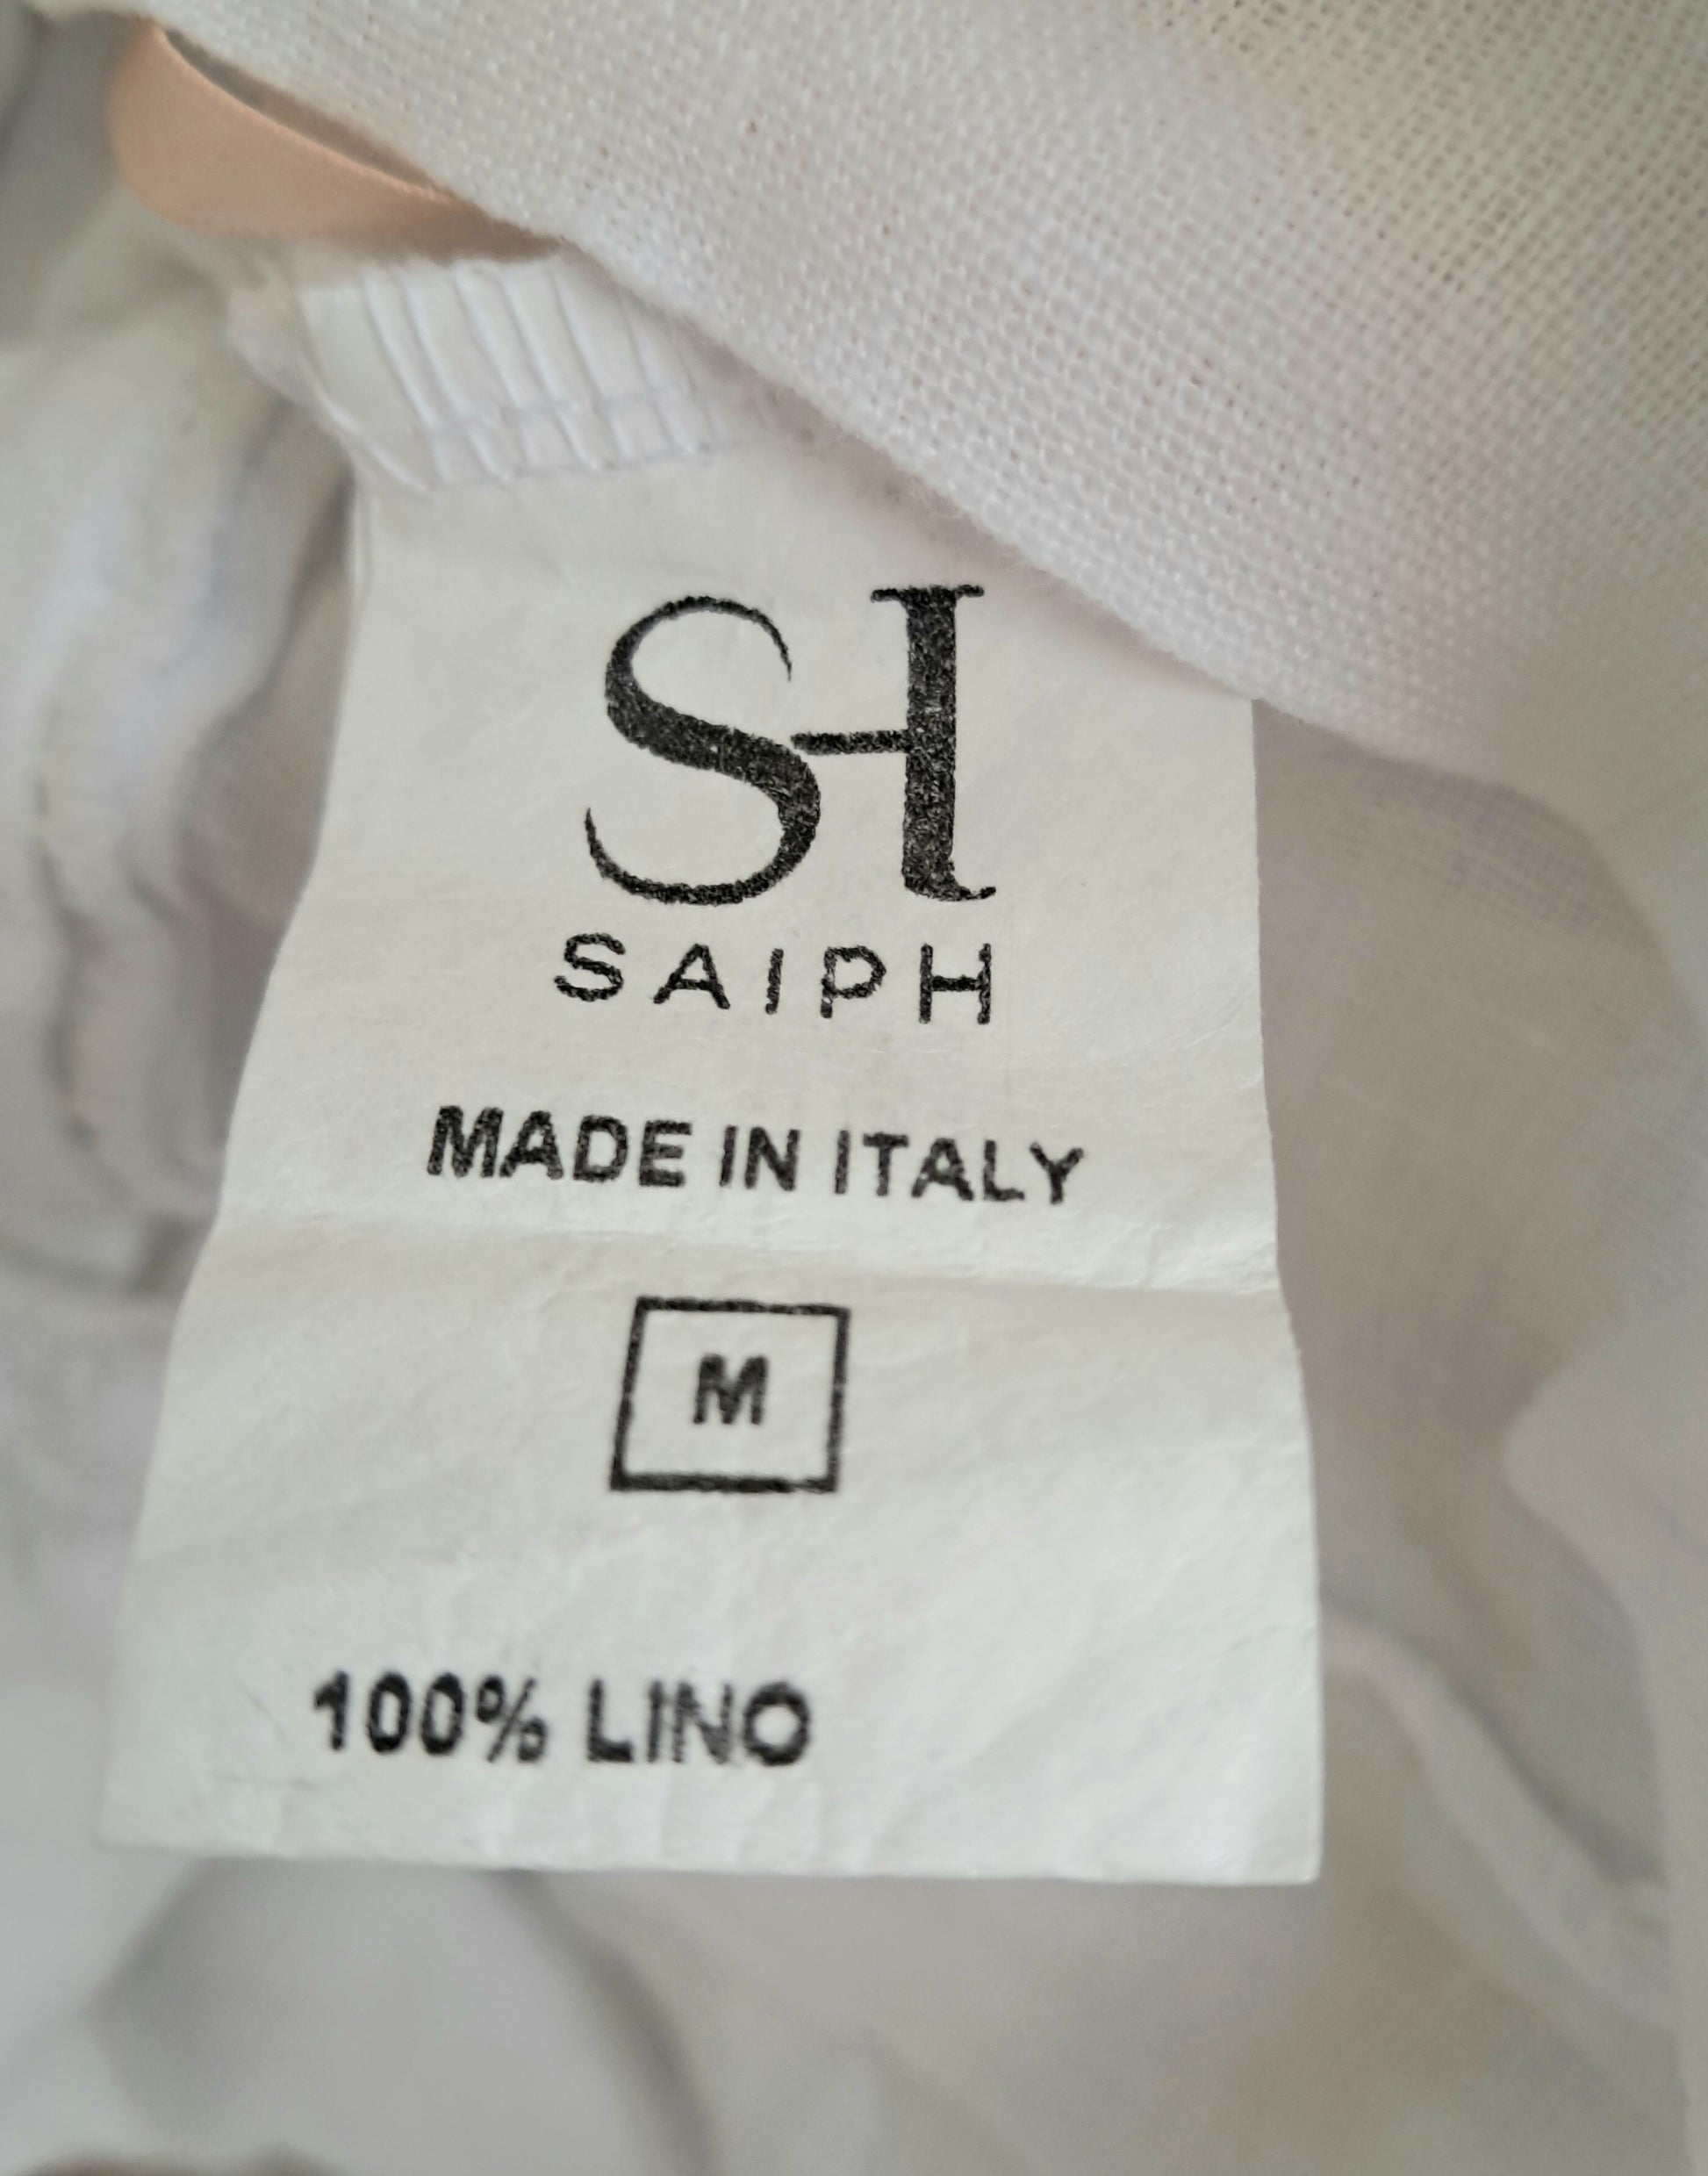 SH
SAIPH
MADE IN ITALY
M
100% LINO